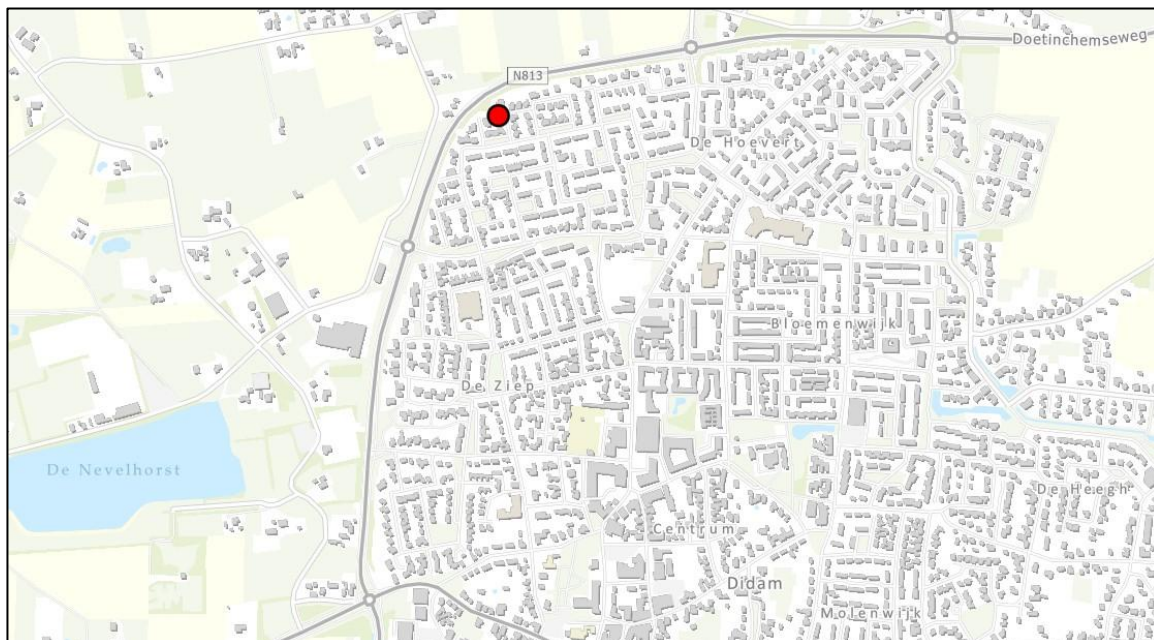 Doetinchemseweg
N813
De Hoevert
Bloemenwijk
De Ziep
De Nevelhorst
De Heegh
Centrum
Didam
Molenwijk